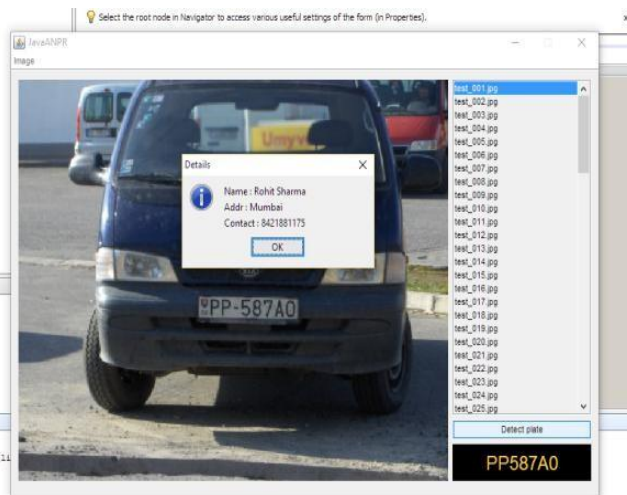 Select the root node in Navigator to access various useful settings of the form (in Properties).
JavaANPR
Image
Umyv
Details
Name : Rohit Sharma
Addr : Mumbai
Contact : 8421881175
OK
PP-587AO
test_001.jpg
test_002.jpg
test_003.jpg
test_004.jpg
test_005.jpg
test_006.jpg
test_007.jpg
test_008.jpg
test_009.jpg
test_010.jpg
test_011.jpg
test_012.jpg
test_013.jpg
test_014.jpg
test_015.jpg
test_016.jpg
test_017.jpg
test_018.jpg
test_019.jpg
test_020.jpg
test_021.jpg
test_022.jpg
test_023.jpg
test_024.jpg
test_025.jpg
Detect plate
PP587A0